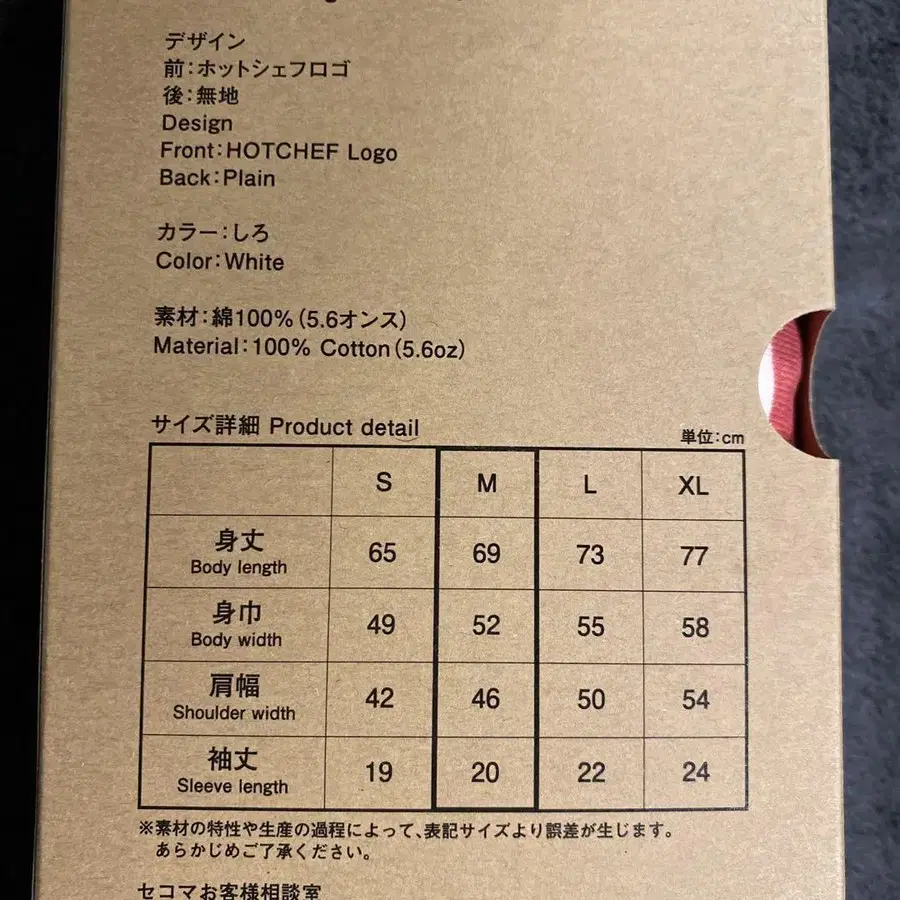 デザイン
前:ホットシェフロゴ
後:無地
Design
Front:HOTCHEF Logo
Back:Plain
カラー:しろ
Color:White
素材:綿100%(5.6オンス)
Material:100% Cotton(5.6oz)
サイズ詳細 Product detail
単位:cm
S M L XL
身丈
Body length
65 69 73 77
身巾
Body width
49 52 55 58
肩幅
Shoulder width
42 46 50 54
袖丈
Sleeve length
19 20 22 24
※素材の特性や生産の過程によって、表記サイズより誤差が生じます。
あらかじめご了承ください。
セコマお客様相談室